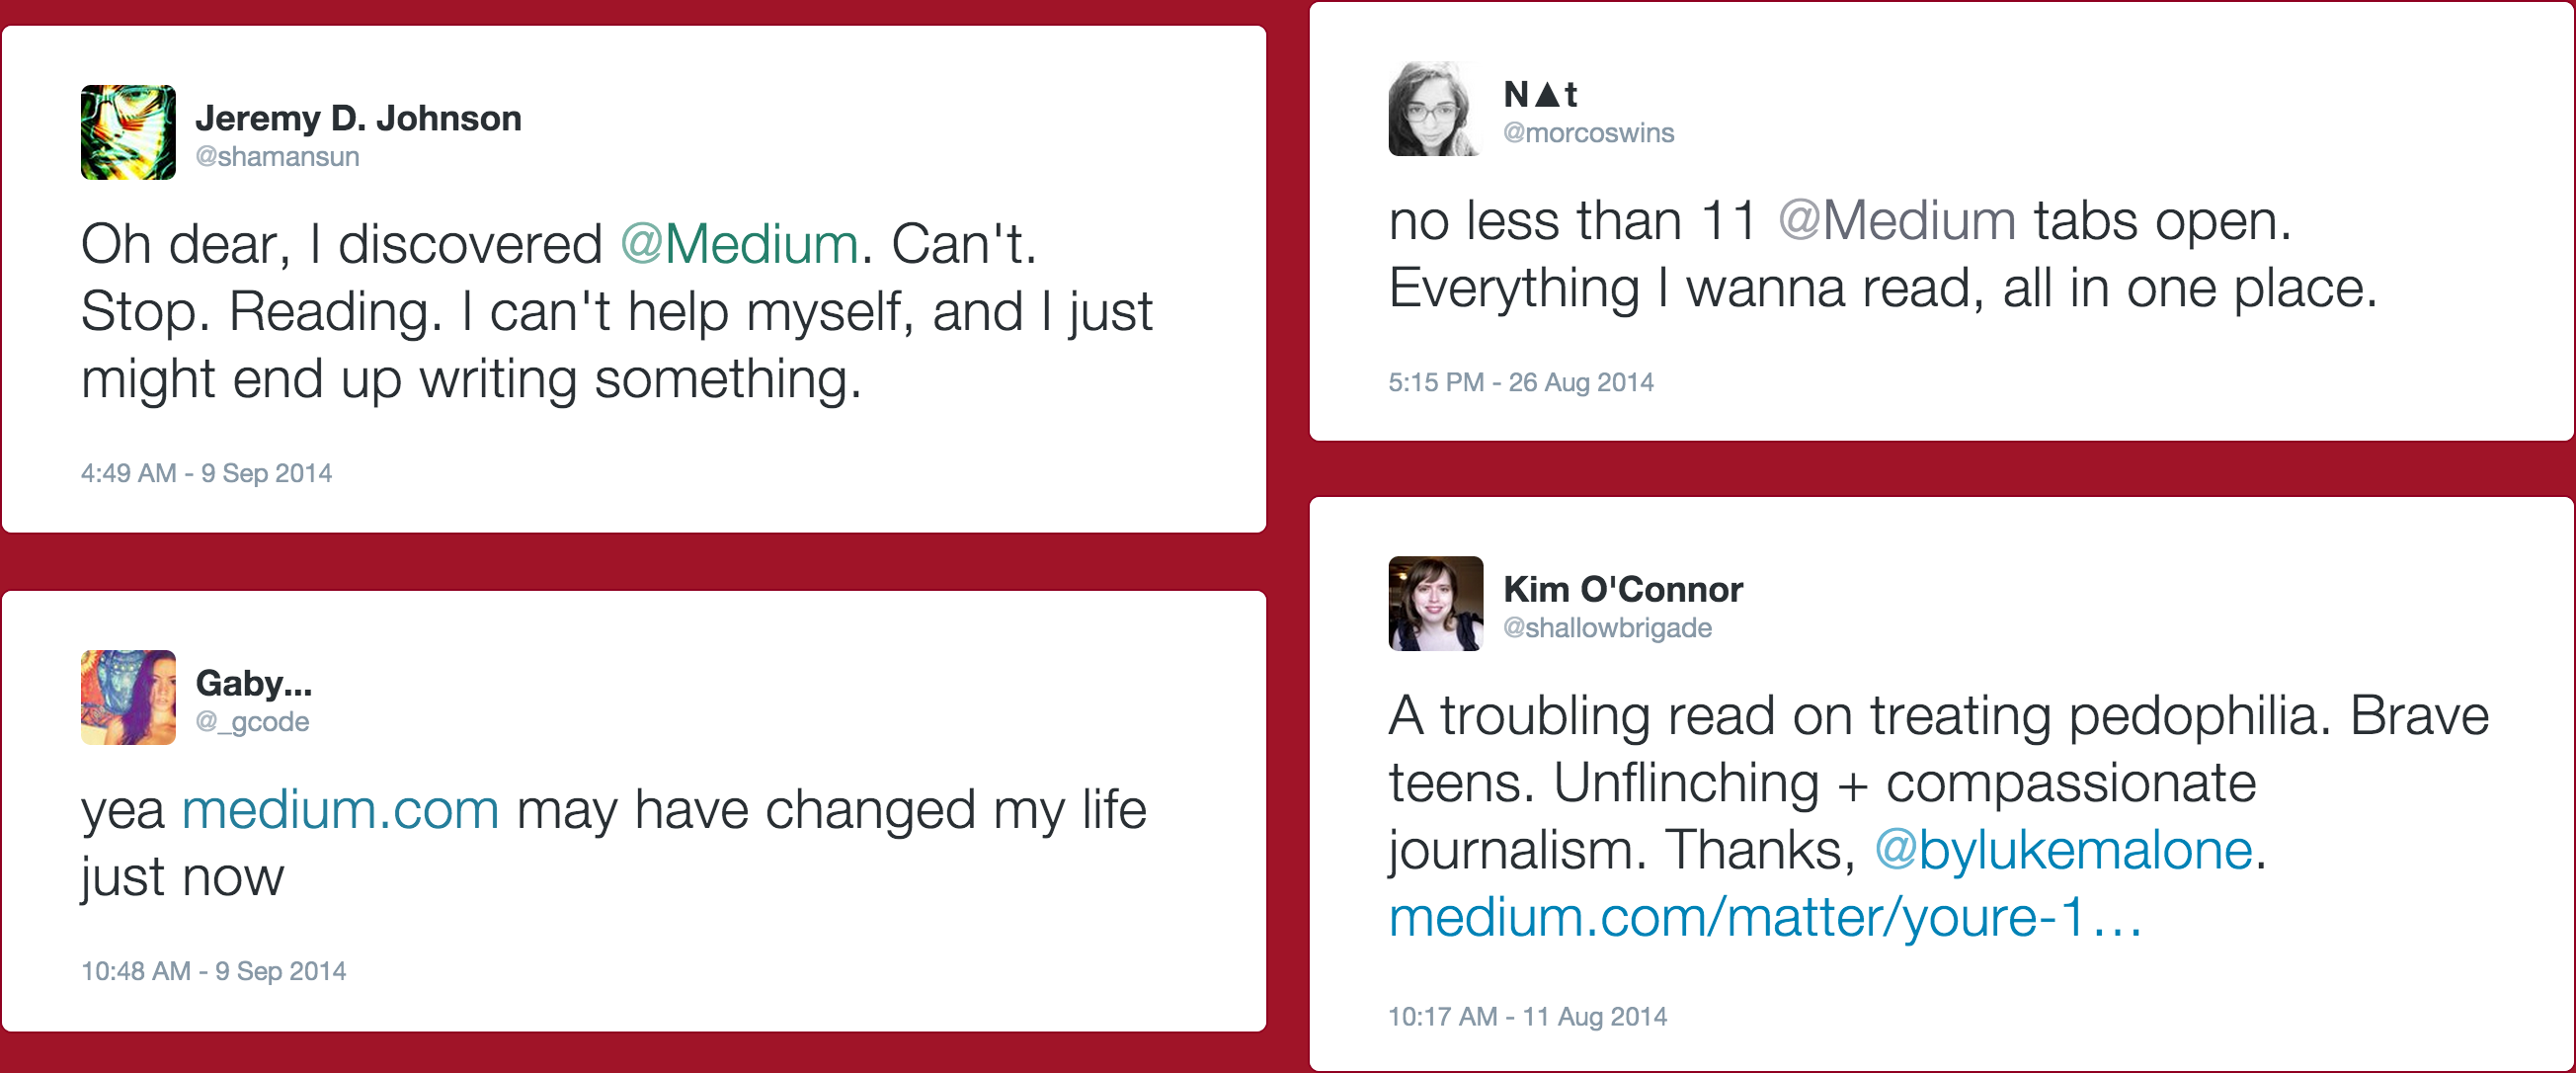 Jeremy D. Johnson
@shamansun
Oh dear, I discovered @Medium. Can't.
Stop. Reading. I can't help myself, and I just
might end up writing something.
4:49 AM - 9 Sep 2014
Gaby...
@_gcode
yea medium.com may have changed my life
just now
10:48 AM - 9 Sep 2014
N▲t
@morcoswins
no less than 11 @Medium tabs open.
Everything I wanna read, all in one place.
5:15 PM - 26 Aug 2014
Kim O'Connor
@shallowbrigade
A troubling read on treating pedophilia. Brave
teens. Unflinching + compassionate
journalism. Thanks, @bylukemalone.
medium.com/matter/youre-1…
10:17 AM - 11 Aug 2014